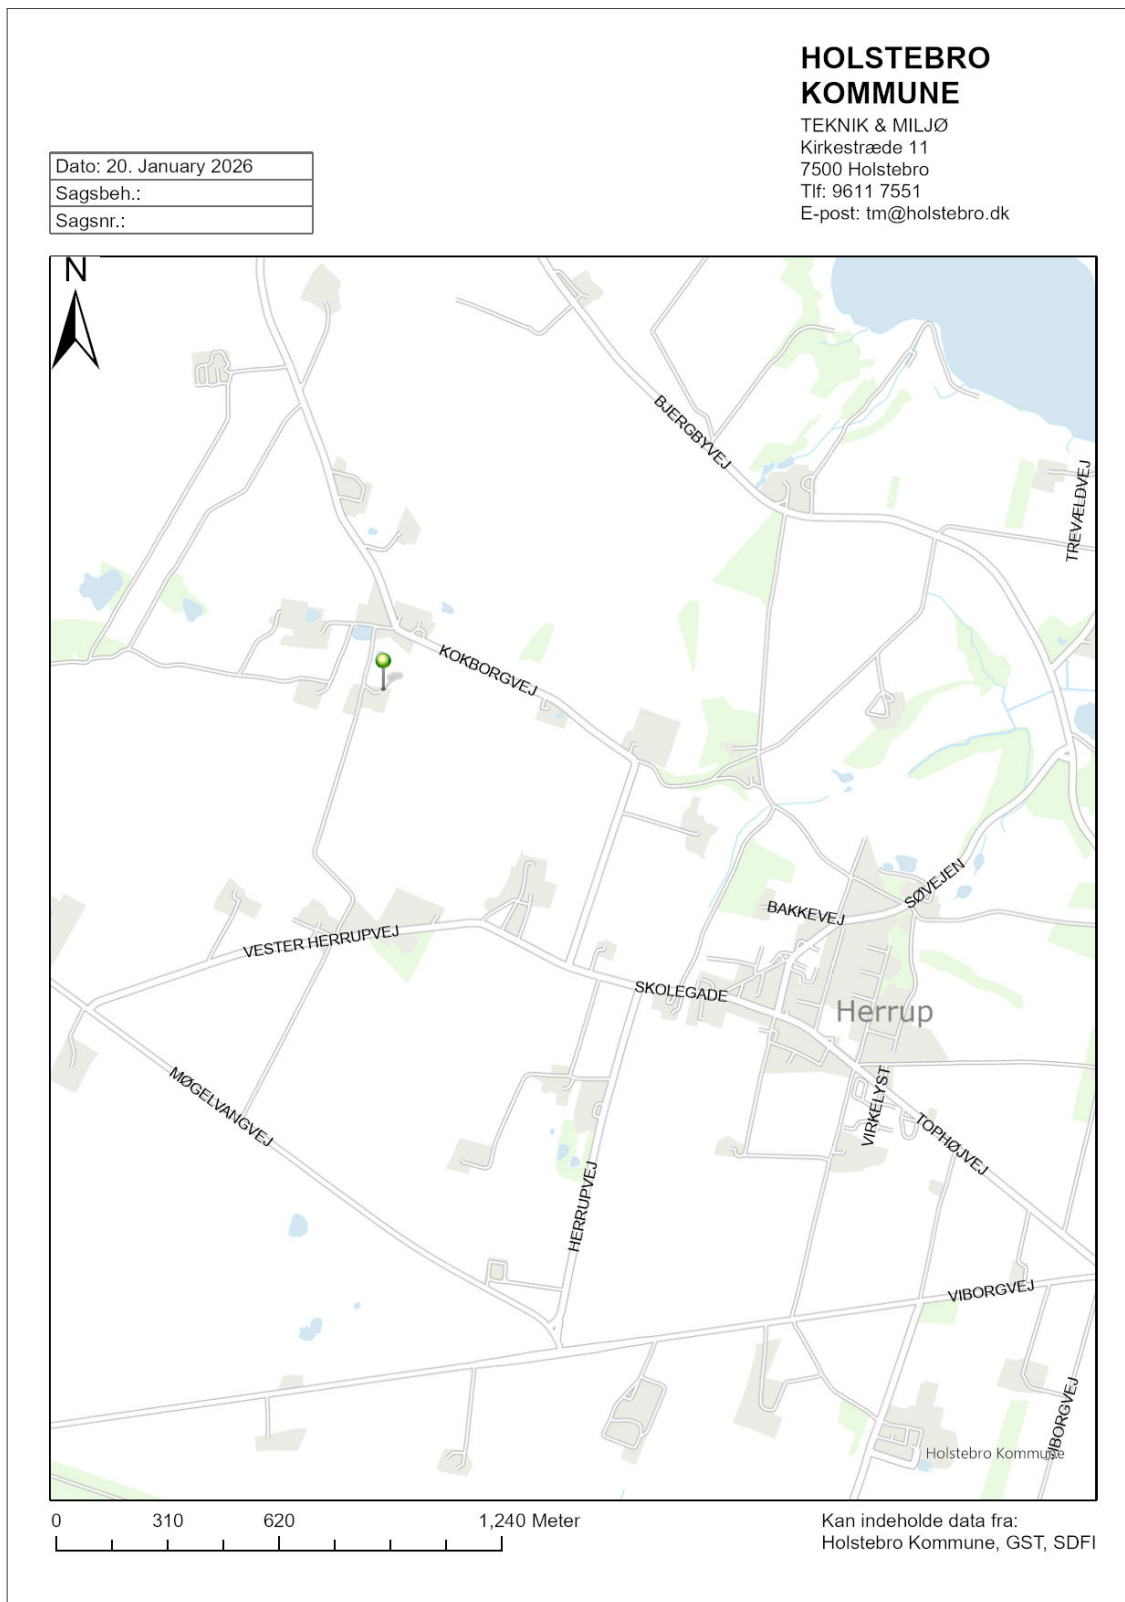 HOLSTEBRO
KOMMUNE
TEKNIK & MILJØ
Kirkestræde 11
7500 Holstebro
Tlf: 9611 7551
E-post: tm@holstebro.dk
Dato: 20. January 2026
Sagsbeh.:
Sagsnr.:
N
BJERGBYVEJ
TREVÆLDVEJ
KOKBORGVEJ
SØVEJEN
BAKKEVEJ
VESTER HERRUPVEJ
SKOLEGADE
Herrup
MØGELVANGVEJ
VIRKELYST
TOPHØJVEJ
HERRUPVEJ
VIBORGVEJ
VIBORGVEJ
Holstebro Kommune
0 310 620 1,240 Meter
Kan indeholde data fra:
Holstebro Kommune, GST, SDFI